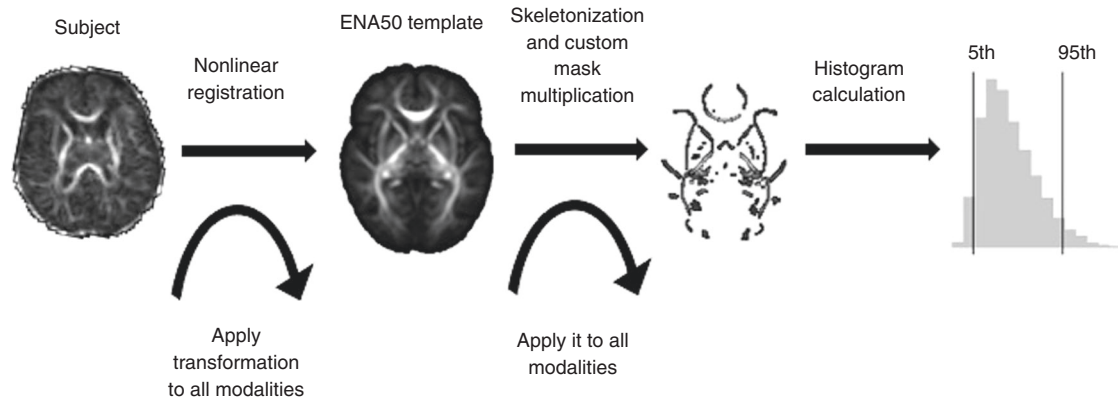 Subject
Nonlinear
registration
ENA50 template
Skeletonization
and custom
mask
multiplication
Histogram
calculation
5th
95th
Apply
transformation
to all modalities
Apply it to all
modalities